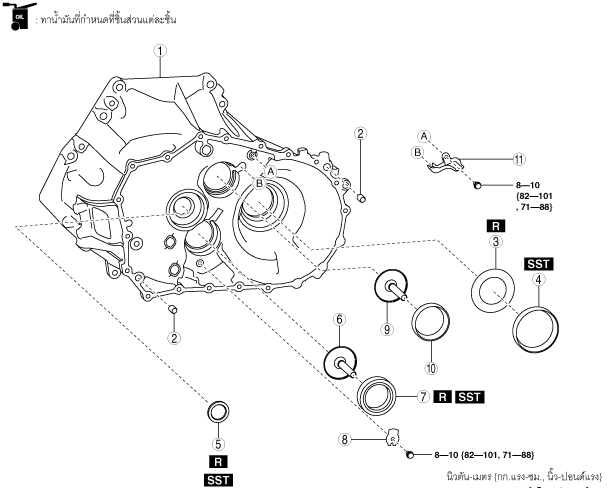 OIL : ทาน้ำมันที่กำหนดที่ชิ้นส่วนแต่ละชิ้น
1
2
A
B
11
A
B
8—10
{82—101
, 71—88}
R
3
SST
4
6
9
10
2
7 R SST
5
8
R
8—10 {82—101, 71—88}
SST
นิวตัน-เมตร {กก.แรง-ซม., นิ้ว-ปอนด์แรง}